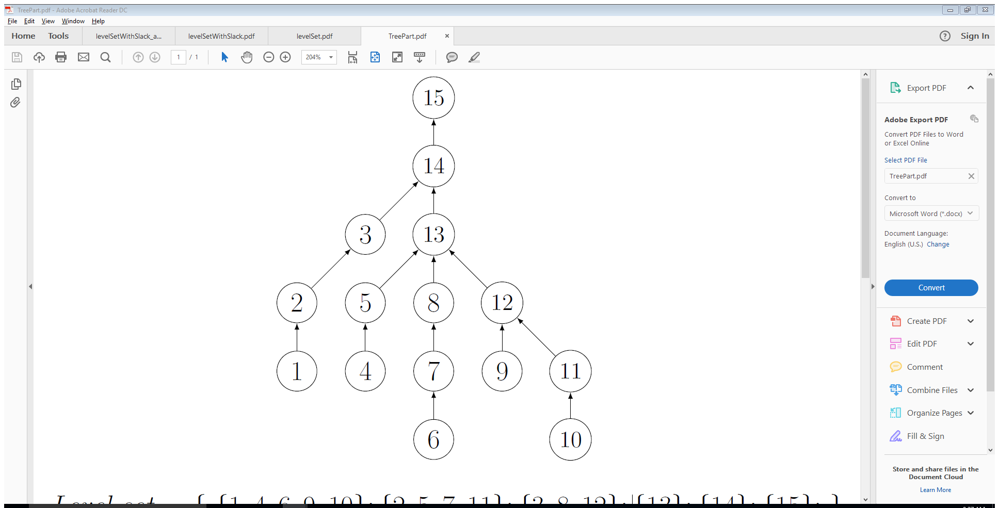 TreePart.pdf - Adobe Acrobat Reader DC
File Edit View Window Help
Home Tools levelSetWithSlack_a... levelSetWithSlack.pdf levelSet.pdf TreePart.pdf × Sign In
1 / 1 204%
15
14
3 13
2 5 8 12
1 4 7 9 11
6 10
Level set = { {1, 4, 6, 9, 10}; {2, 5, 7, 11}; {3, 8, 12}; {13}; {14}; {15}; }
Export PDF
Adobe Export PDF
Convert PDF Files to Word
or Excel Online
Select PDF File
TreePart.pdf
Convert to
Microsoft Word (*.docx)
Document Language:
English (U.S.) Change
Convert
Create PDF
Edit PDF
Comment
Combine Files
Organize Pages
Fill & Sign
Store and share files in the
Document Cloud
Learn More